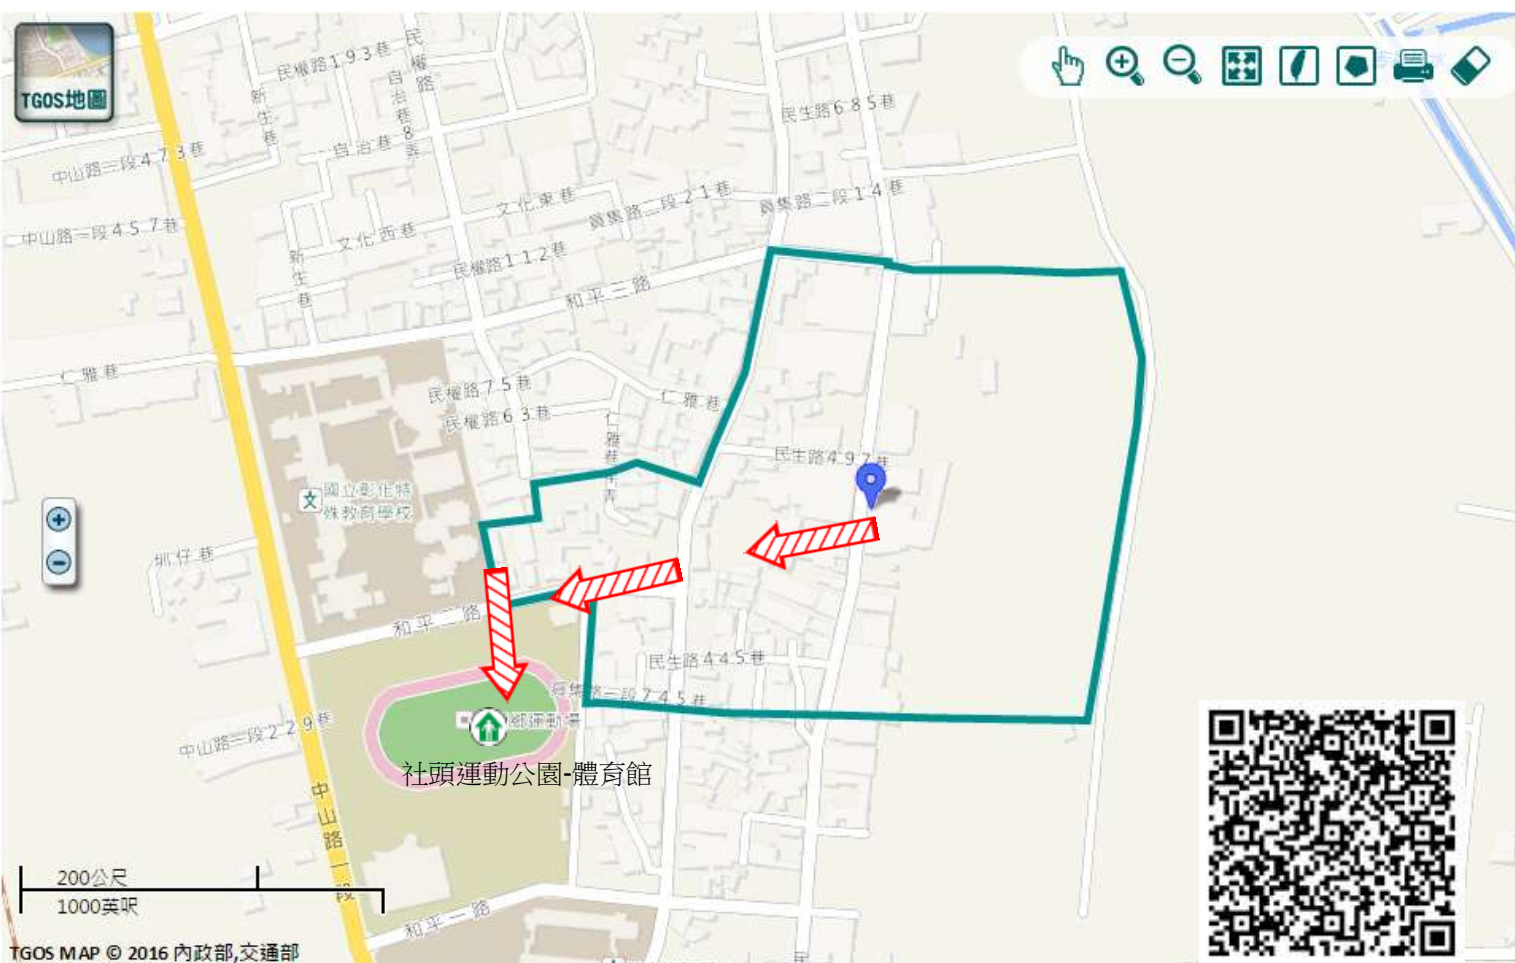 TGOS地圖
民權路193巷
民權路
新生巷
自治巷8弄
自治巷
民生路685巷
中山路一段473巷
員集路二段21巷
員集路二段14巷
文化東巷
中山路一段457巷
文化西巷
民權路112巷
新生巷
和平三路
仁雅巷
民權路75巷
仁雅巷
民權路63巷
民生路497巷
文
國立彰化特
殊教育學校
圳仔巷
和平二路
民生路445巷
員集路一段745巷
鄉運動場
中山路一段229巷
社頭運動公園-體育館
中山路一段
200公尺
1000英呎
和平一路
民
TGOS MAP © 2016 內政部,交通部